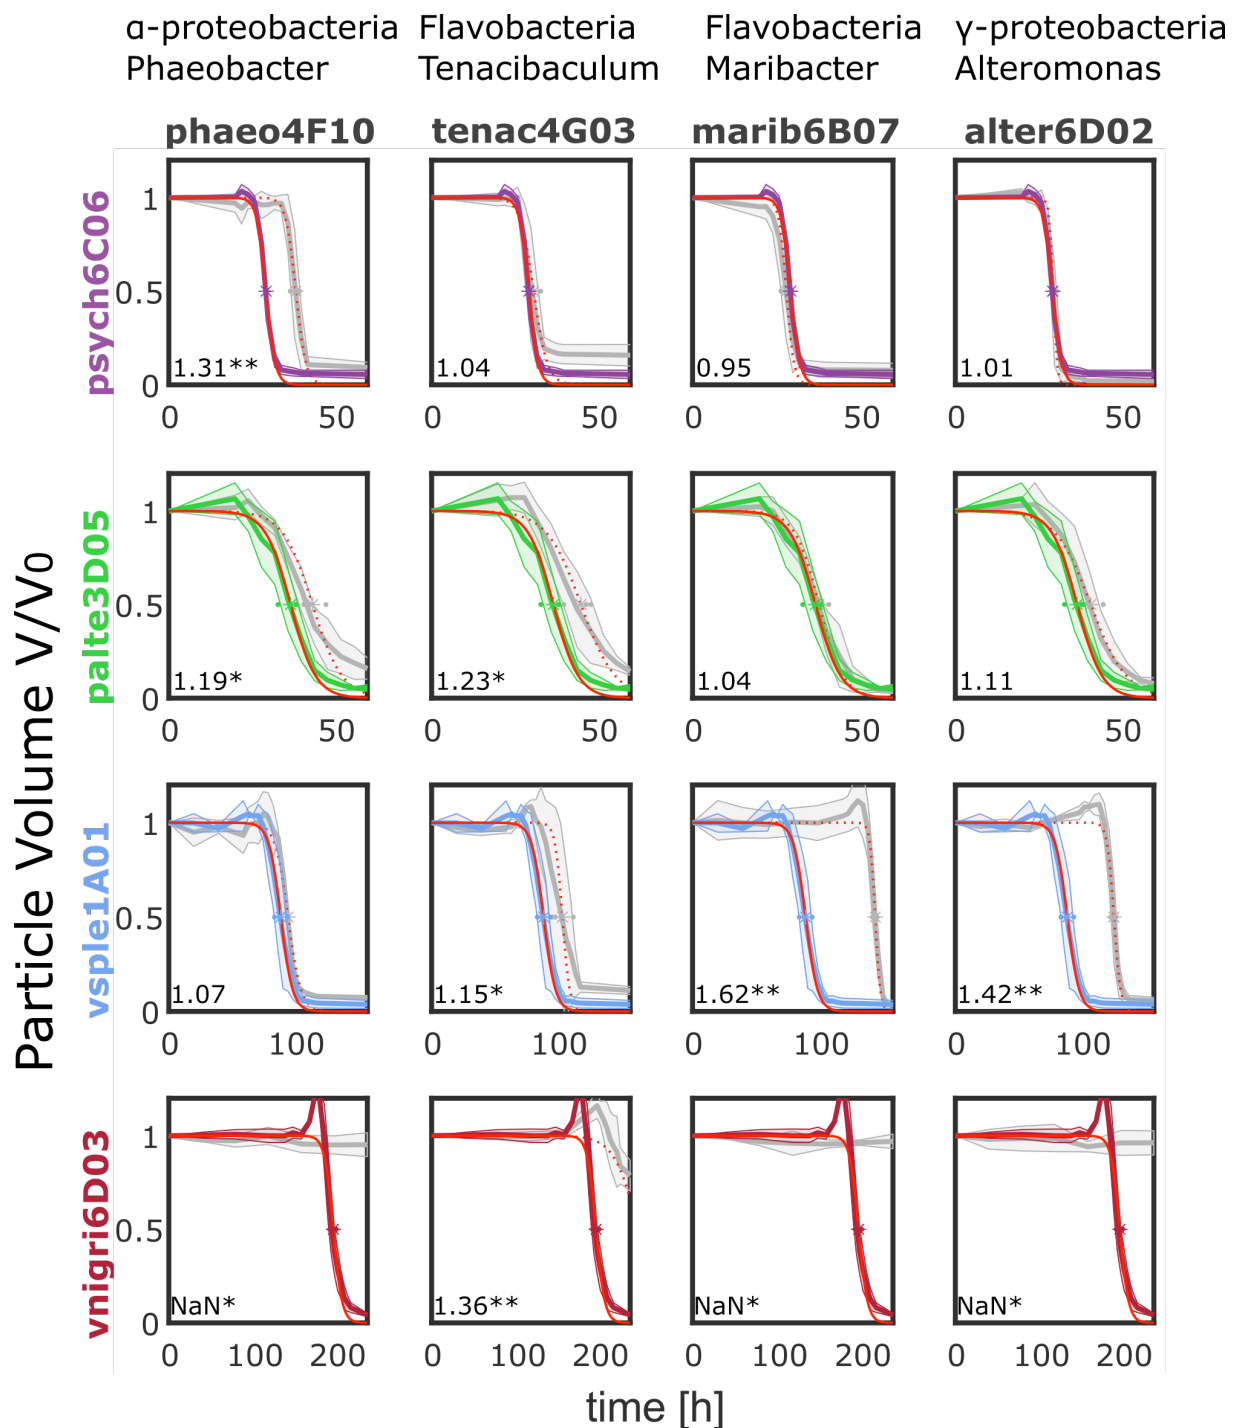 α-proteobacteria Flavobacteria Flavobacteria γ-proteobacteria
Phaeobacter Tenacibaculum Maribacter Alteromonas
phaeo4F10 tenac4G03 marib6B07 alter6D02
Particle Volume V/V0
psych6C06
1
0.5
0
1.31** 1.04 0.95 1.01
0 50 0 50 0 50 0 50
palte3D05
1
0.5
0
1.19* 1.23* 1.04 1.11
0 50 0 50 0 50 0 50
vsple1A01
1
0.5
0
1.07 1.15* 1.62** 1.42**
0 100 0 100 0 100 0 100
vnigri6D03
1
0.5
0
NaN* 1.36** NaN* NaN*
0 100 200 0 100 200 0 100 200 0 100 200
time [h]